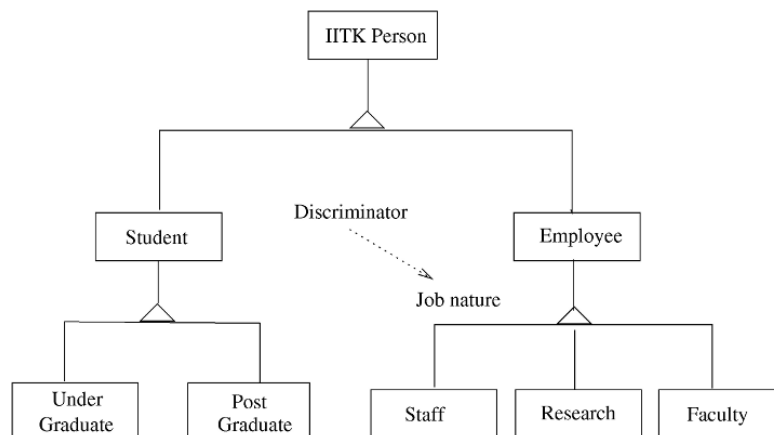 IITK Person
Student
Discriminator
Employee
Job nature
Under
Graduate
Post
Graduate
Staff
Research
Faculty